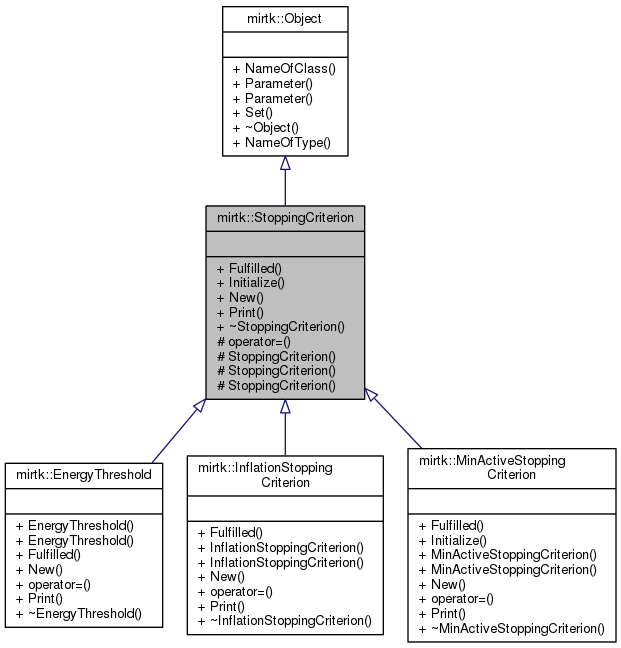 mirtk::Object
+ NameOfClass()
+ Parameter()
+ Parameter()
+ Set()
+ ~Object()
+ NameOfType()
mirtk::StoppingCriterion
+ Fulfilled()
+ Initialize()
+ New()
+ Print()
+ ~StoppingCriterion()
# operator=()
# StoppingCriterion()
# StoppingCriterion()
# StoppingCriterion()
mirtk::EnergyThreshold
+ EnergyThreshold()
+ EnergyThreshold()
+ Fulfilled()
+ New()
+ operator=()
+ Print()
+ ~EnergyThreshold()
mirtk::InflationStopping
Criterion
+ Fulfilled()
+ InflationStoppingCriterion()
+ InflationStoppingCriterion()
+ New()
+ operator=()
+ Print()
+ ~InflationStoppingCriterion()
mirtk::MinActiveStopping
Criterion
+ Fulfilled()
+ Initialize()
+ MinActiveStoppingCriterion()
+ MinActiveStoppingCriterion()
+ New()
+ operator=()
+ Print()
+ ~MinActiveStoppingCriterion()